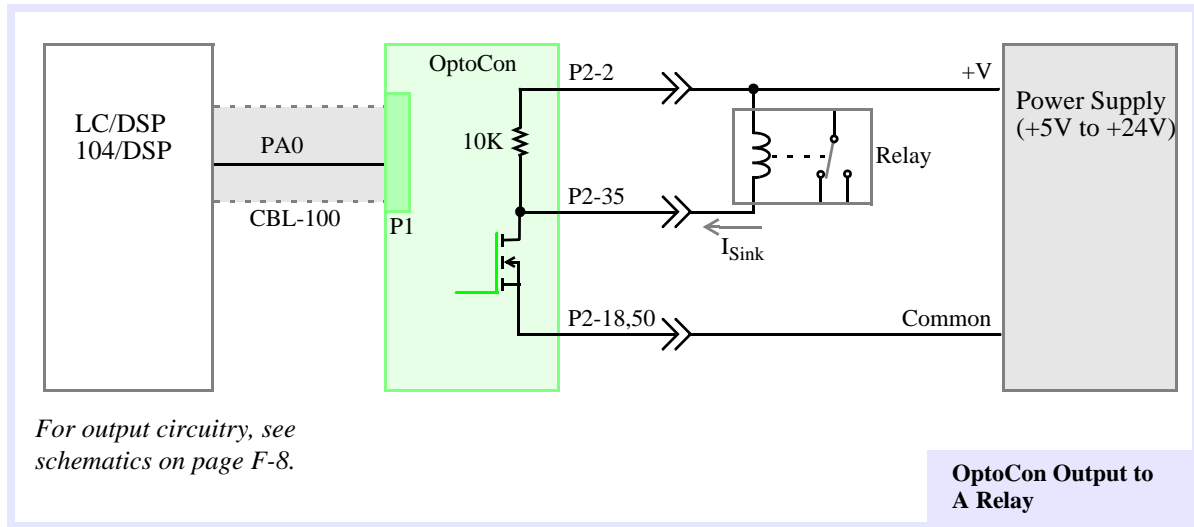 OptoCon
P2-2
+V
LC/DSP
104/DSP
PA0
10K
Relay
Power Supply
(+5V to +24V)
CBL-100
P1
P2-35
ISink
P2-18,50
Common
For output circuitry, see
schematics on page F-8.
OptoCon Output to
A Relay